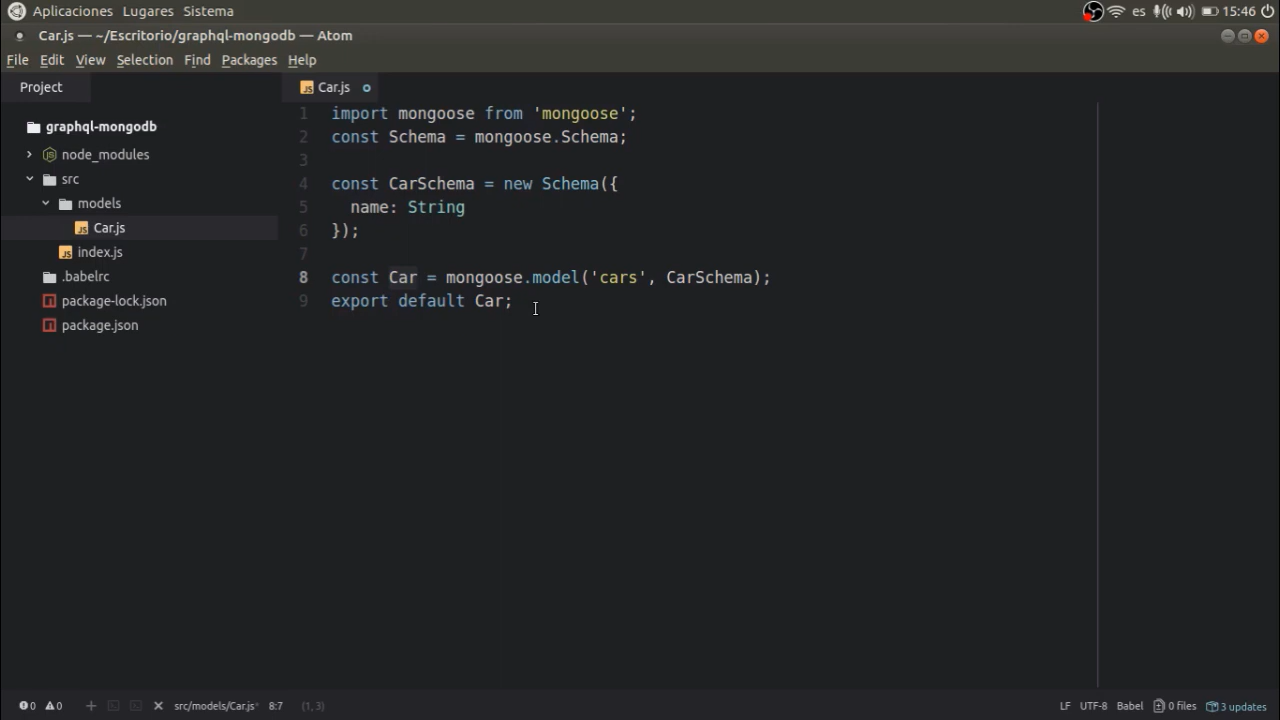 Aplicaciones Lugares Sistema es 15:46
Car.js — ~/Escritorio/graphql-mongodb — Atom
File Edit View Selection Find Packages Help
Project
Car.js
graphql-mongodb
node_modules
src
models
Car.js
index.js
.babelrc
package-lock.json
package.json
1 import mongoose from 'mongoose';
2 const Schema = mongoose.Schema;
3
4 const CarSchema = new Schema({
5 name: String
6 });
7
8 const Car = mongoose.model('cars', CarSchema);
9 export default Car;
0 0 src/models/Car.js* 8:7 (1, 3) LF UTF-8 Babel 0 files 3 updates